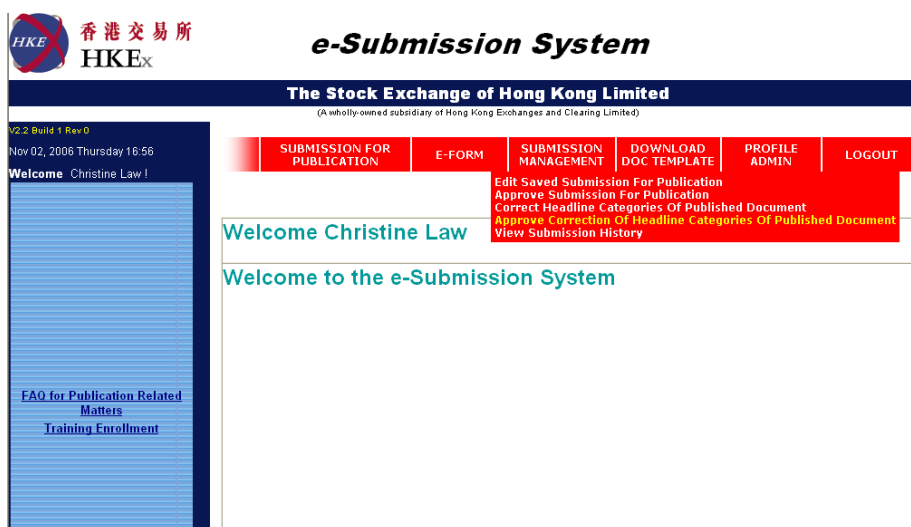 HKE
香港交易所
HKEx
e-Submission System
The Stock Exchange of Hong Kong Limited
(A wholly-owned subsidiary of Hong Kong Exchanges and Clearing Limited)
V2.2 Build 1 Rev 0
Nov 02, 2006 Thursday 16:56
Welcome Christine Law !
SUBMISSION FOR
PUBLICATION
E-FORM
SUBMISSION
MANAGEMENT
DOWNLOAD
DOC TEMPLATE
PROFILE
ADMIN
LOGOUT
Edit Saved Submission For Publication
Approve Submission For Publication
Correct Headline Categories Of Published Document
Approve Correction Of Headline Categories Of Published Document
View Submission History
Welcome Christine Law
Welcome to the e-Submission System
FAQ for Publication Related
Matters
Training Enrollment